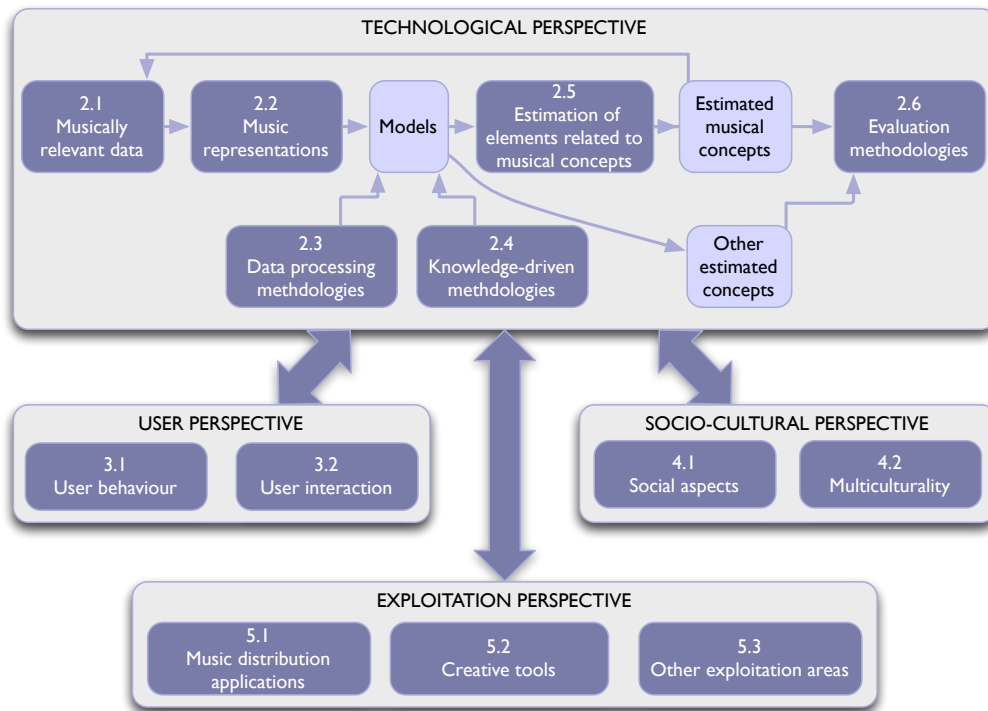 TECHNOLOGICAL PERSPECTIVE
2.1
Musically
relevant data
2.2
Music
representations
Models
2.5
Estimation of
elements related to
musical concepts
Estimated
musical
concepts
2.6
Evaluation
methodologies
2.3
Data processing
methdologies
2.4
Knowledge-driven
methdologies
Other
estimated
concepts
USER PERSPECTIVE
3.1
User behaviour
3.2
User interaction
SOCIO-CULTURAL PERSPECTIVE
4.1
Social aspects
4.2
Multiculturality
EXPLOITATION PERSPECTIVE
5.1
Music distribution
applications
5.2
Creative tools
5.3
Other exploitation areas